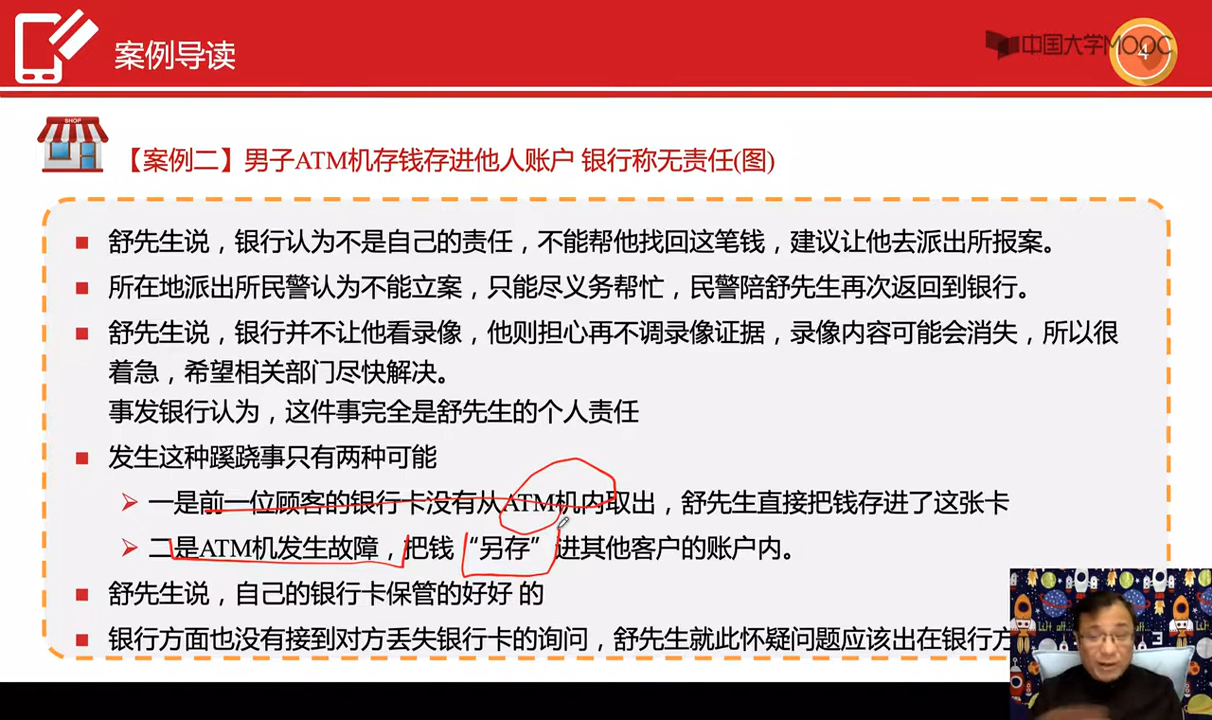 案例导读
中国大学MOOC
4
SHOP
【案例二】男子ATM机存钱存进他人账户 银行称无责任(图)
舒先生说，银行认为不是自己的责任，不能帮他找回这笔钱，建议让他去派出所报案。
所在地派出所民警认为不能立案，只能尽义务帮忙，民警陪舒先生再次返回到银行。
舒先生说，银行并不让他看录像，他则担心再不调录像证据，录像内容可能会消失，所以很
着急，希望相关部门尽快解决。
事发银行认为，这件事完全是舒先生的个人责任
发生这种蹊跷事只有两种可能
一是前一位顾客的银行卡没有从ATM机内取出，舒先生直接把钱存进了这张卡
二是ATM机发生故障，把钱“另存”进其他客户的账户内。
舒先生说，自己的银行卡保管的好好 的
银行方面也没有接到对方丢失银行卡的询问，舒先生就此怀疑问题应该出在银行方